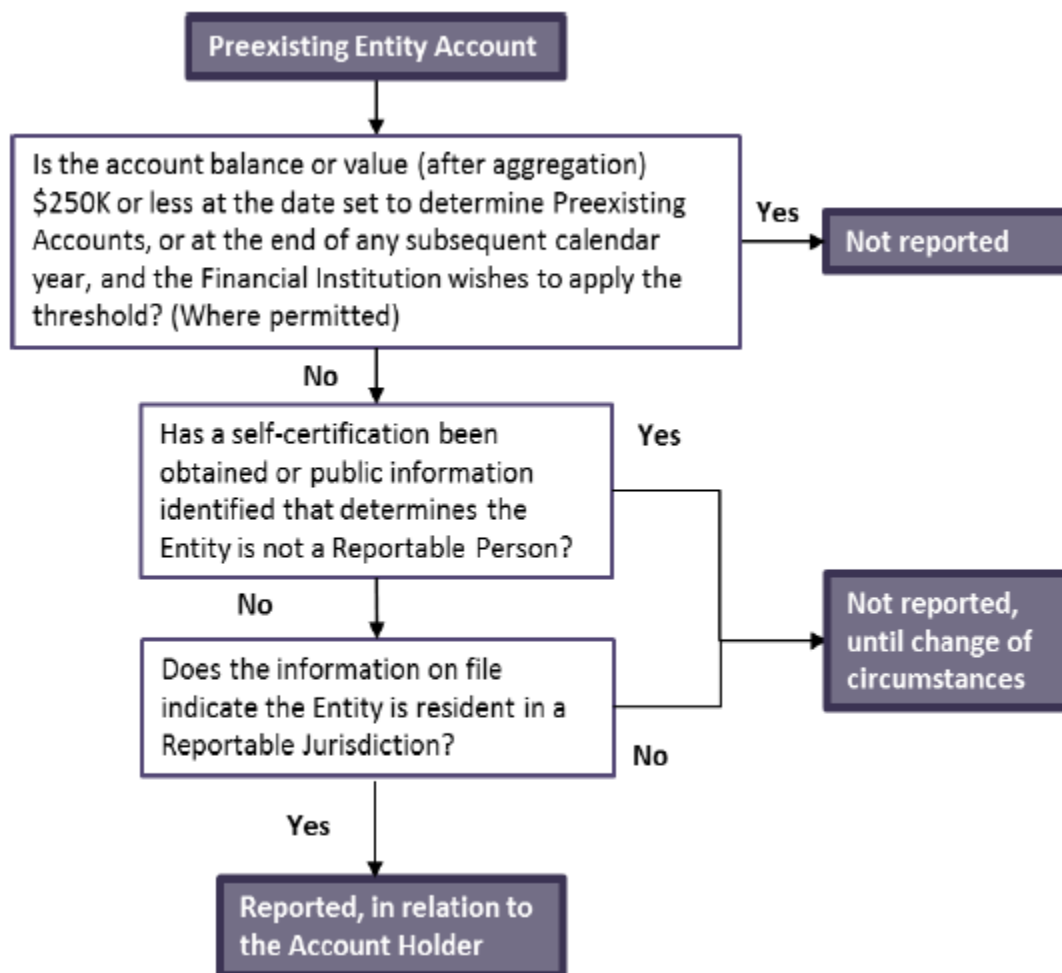 Preexisting Entity Account
Is the account balance or value (after aggregation)
$250K or less at the date set to determine Preexisting
Accounts, or at the end of any subsequent calendar
year, and the Financial Institution wishes to apply the
threshold? (Where permitted)
Yes
Not reported
No
Has a self-certification been
obtained or public information
identified that determines the
Entity is not a Reportable Person?
Yes
No
Not reported,
until change of
circumstances
Does the information on file
indicate the Entity is resident in a
Reportable Jurisdiction?
No
Yes
Reported, in relation to
the Account Holder